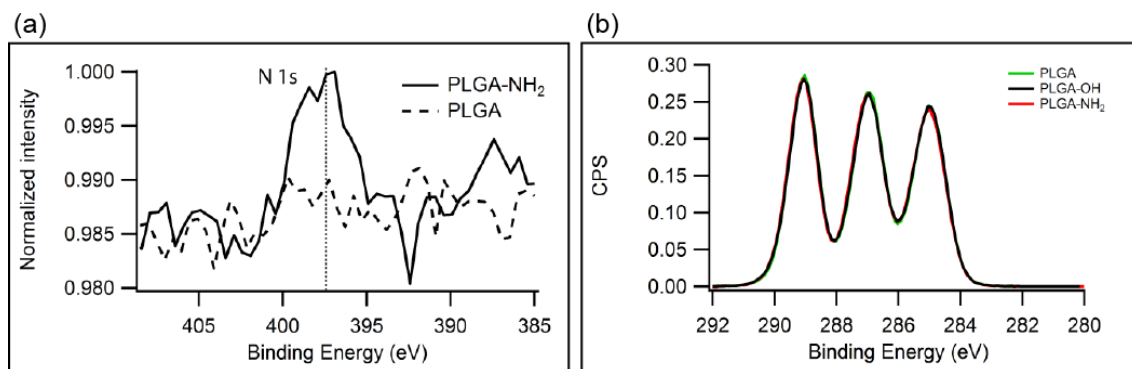 (a)
N 1s
PLGA-NH₂
PLGA
Normalized intensity
1.000
0.995
0.990
0.985
0.980
405
400
395
390
385
Binding Energy (eV)
(b)
PLGA
PLGA-OH
PLGA-NH₂
CPS
0.30
0.25
0.20
0.15
0.10
0.05
0.00
292
290
288
286
284
282
280
Binding Energy (eV)